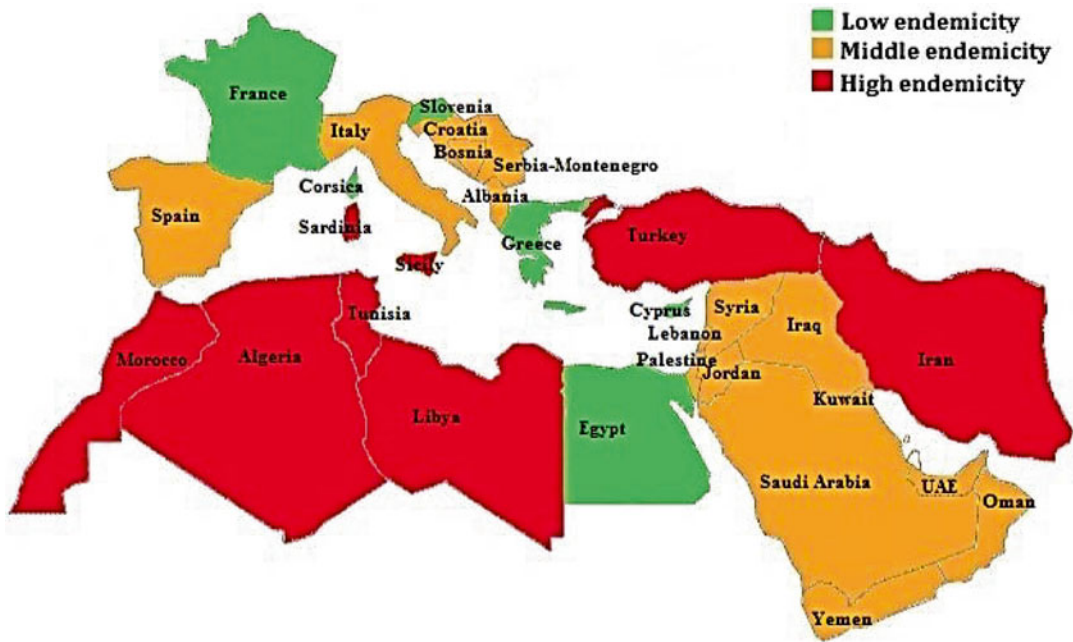 Low endemicity
Middle endemicity
High endemicity
France
Slovenia
Italy
Croatia
Bosnia
Serbia-Montenegro
Corsica
Albania
Spain
Sardinia
Turkey
Greece
Sicily
Cyprus
Syria
Tunisia
Lebanon
Iraq
Morocco
Algeria
Palestine
Jordan
Iran
Kuwait
Libya
Egypt
Saudi Arabia
UAE
Oman
Yemen